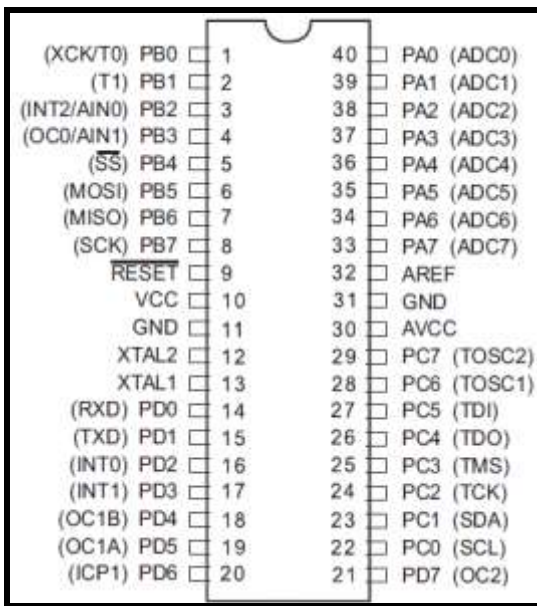 (XCK/T0) PB0 1 40 PA0 (ADC0)
(T1) PB1 2 39 PA1 (ADC1)
(INT2/AIN0) PB2 3 38 PA2 (ADC2)
(OC0/AIN1) PB3 4 37 PA3 (ADC3)
(SS) PB4 5 36 PA4 (ADC4)
(MOSI) PB5 6 35 PA5 (ADC5)
(MISO) PB6 7 34 PA6 (ADC6)
(SCK) PB7 8 33 PA7 (ADC7)
RESET 9 32 AREF
VCC 10 31 GND
GND 11 30 AVCC
XTAL2 12 29 PC7 (TOSC2)
XTAL1 13 28 PC6 (TOSC1)
(RXD) PD0 14 27 PC5 (TDI)
(TXD) PD1 15 26 PC4 (TDO)
(INT0) PD2 16 25 PC3 (TMS)
(INT1) PD3 17 24 PC2 (TCK)
(OC1B) PD4 18 23 PC1 (SDA)
(OC1A) PD5 19 22 PC0 (SCL)
(ICP1) PD6 20 21 PD7 (OC2)